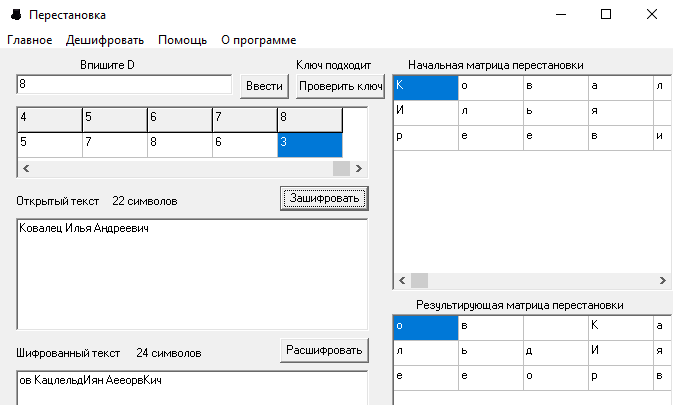 Перестановка
Главное Дешифровать Помощь О программе
Впишите D Ключ подходит
8 Ввести Проверить ключ
4 5 6 7 8
5 7 8 6 3
Открытый текст 22 символов Зашифровать
Ковалец Илья Андреевич
Шифрованный текст 24 символов Расшифровать
ов КацлельдИян АееорвКич
Начальная матрица перестановки
К о в а л
И л ь я
р е е в и
Результирующая матрица перестановки
о в К а
л ь д И я
е е о р в